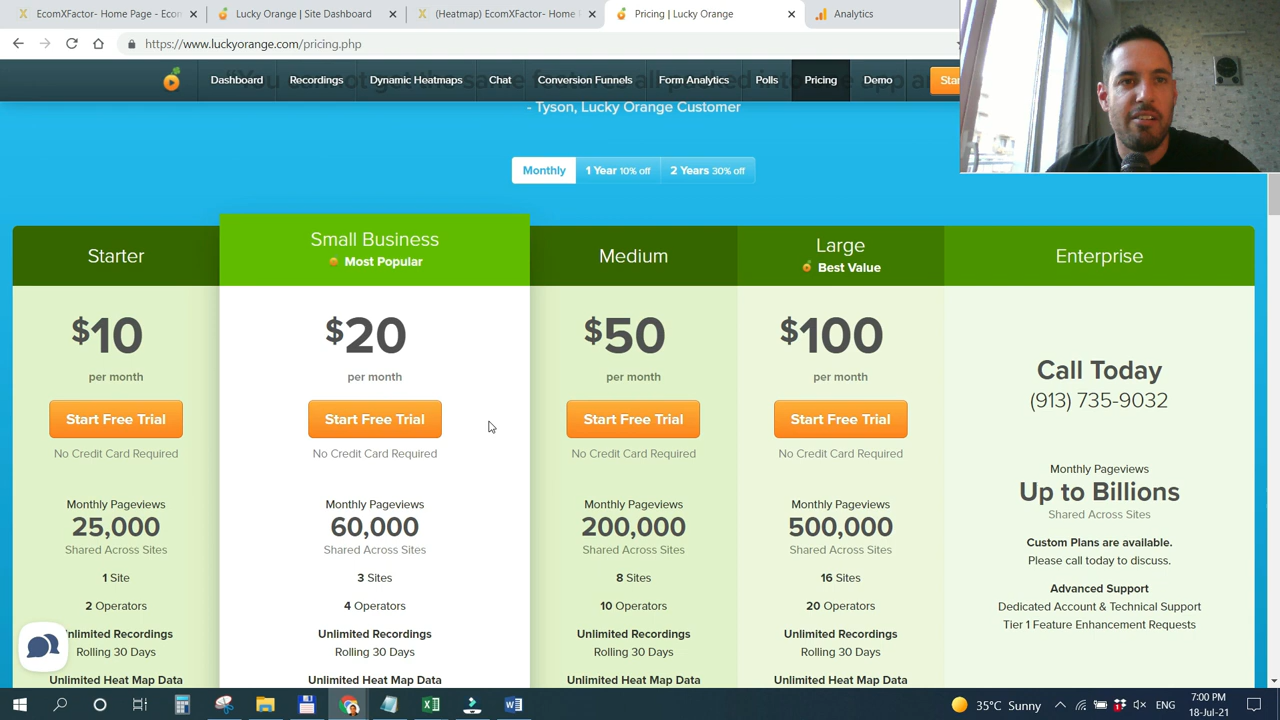 EcomXFactor- Home Page - Econ
Lucky Orange | Site Dashboard
(Heatmap) EcomXFactor- Home
Pricing | Lucky Orange
Analytics
https://www.luckyorange.com/pricing.php
Dashboard
Recordings
Dynamic Heatmaps
Chat
Conversion Funnels
Form Analytics
Polls
Pricing
Demo
- Tyson, Lucky Orange Customer
Monthly
1 Year 10% off
2 Years 30% off
Starter
Small Business
Most Popular
Medium
Large
Best Value
Enterprise
$10
per month
Start Free Trial
No Credit Card Required
Monthly Pageviews
25,000
Shared Across Sites
1 Site
2 Operators
Unlimited Recordings
Rolling 30 Days
Unlimited Heat Map Data
$20
per month
Start Free Trial
No Credit Card Required
Monthly Pageviews
60,000
Shared Across Sites
3 Sites
4 Operators
Unlimited Recordings
Rolling 30 Days
Unlimited Heat Map Data
$50
per month
Start Free Trial
No Credit Card Required
Monthly Pageviews
200,000
Shared Across Sites
8 Sites
10 Operators
Unlimited Recordings
Rolling 30 Days
Unlimited Heat Map Data
$100
per month
Start Free Trial
No Credit Card Required
Monthly Pageviews
500,000
Shared Across Sites
16 Sites
20 Operators
Unlimited Recordings
Rolling 30 Days
Unlimited Heat Map Data
Call Today
(913) 735-9032
Monthly Pageviews
Up to Billions
Shared Across Sites
Custom Plans are available.
Please call today to discuss.
Advanced Support
Dedicated Account & Technical Support
Tier 1 Feature Enhancement Requests
35°C Sunny
ENG
7:00 PM
18-Jul-21